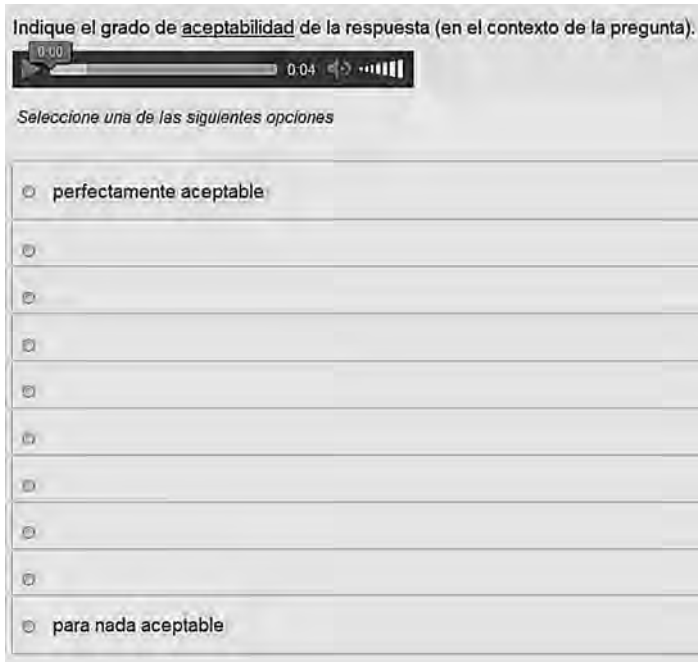 Indique el grado de aceptabilidad de la respuesta (en el contexto de la pregunta).
0:00
0:04
Seleccione una de las siguientes opciones
perfectamente aceptable
para nada aceptable